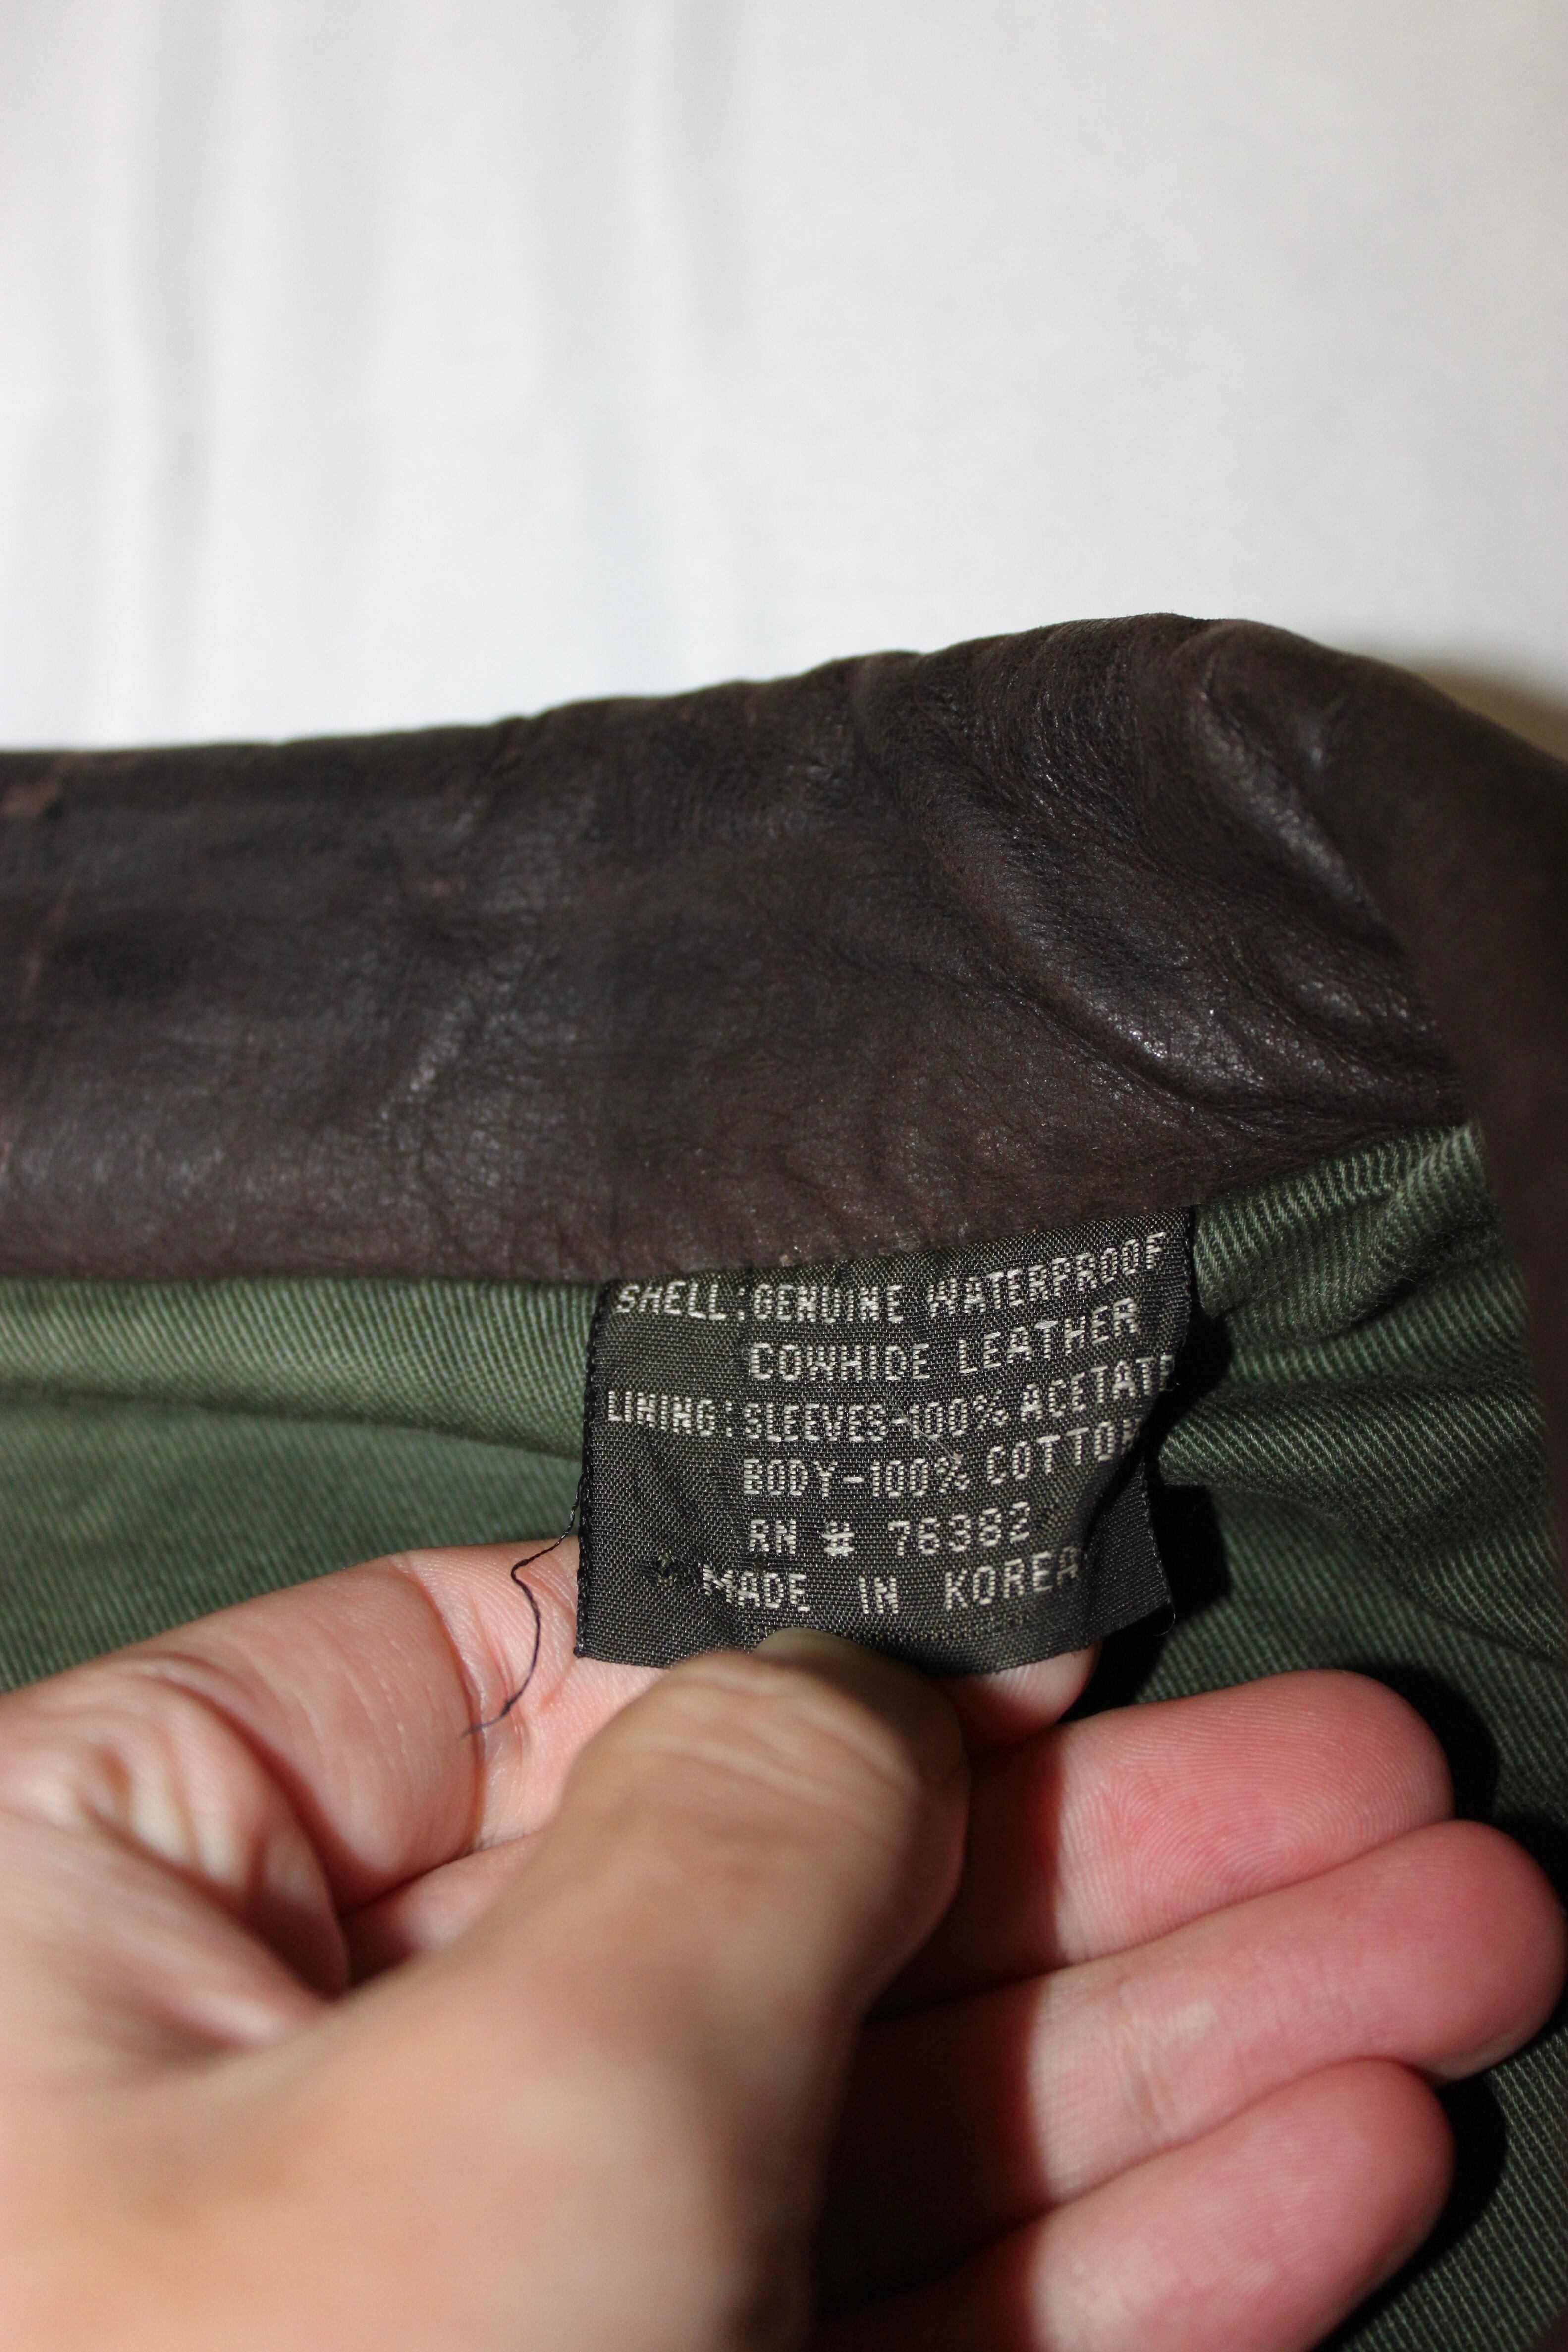 SHELL: GENUINE WATERPROOF
COWHIDE LEATHER
LINING: SLEEVES-100% ACETATE
BODY-100% COTTON
RN # 76382
MADE IN KOREA